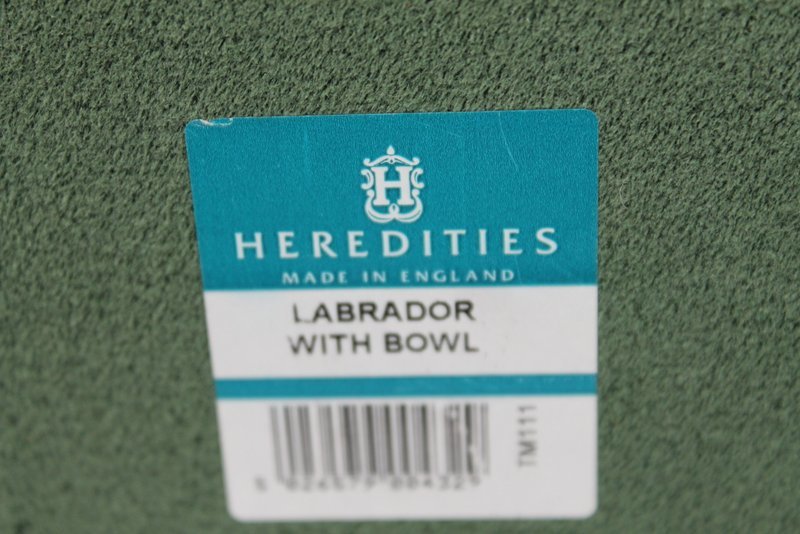 H
HEREDITIES
MADE IN ENGLAND
LABRADOR
WITH BOWL
TM111